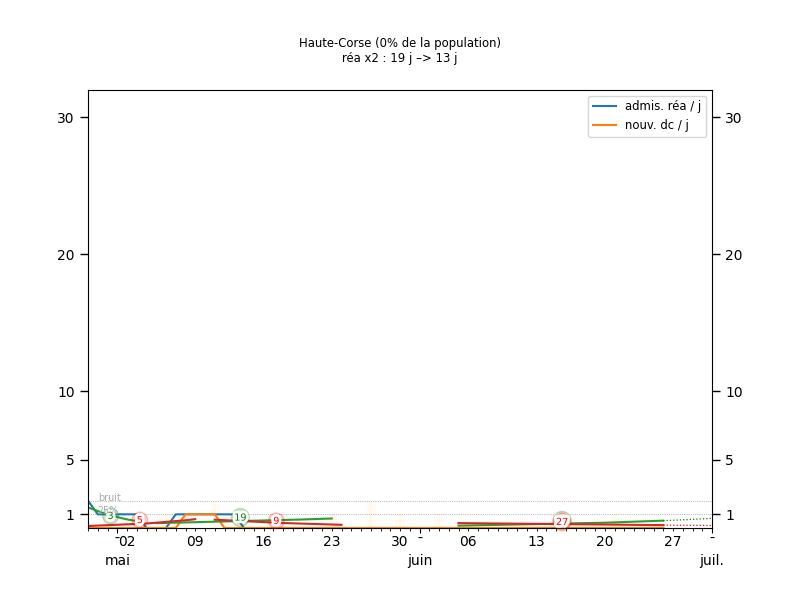 Haute-Corse (0% de la population)
réa x2 : 19 j –> 13 j
admis. réa / j
nouv. dc / j
30 30
20 20
10 10
5 5
bruit
25%
3 5 19 9 27
1 1
02 09 16 23 30 06 13 20 27
mai juin juil.